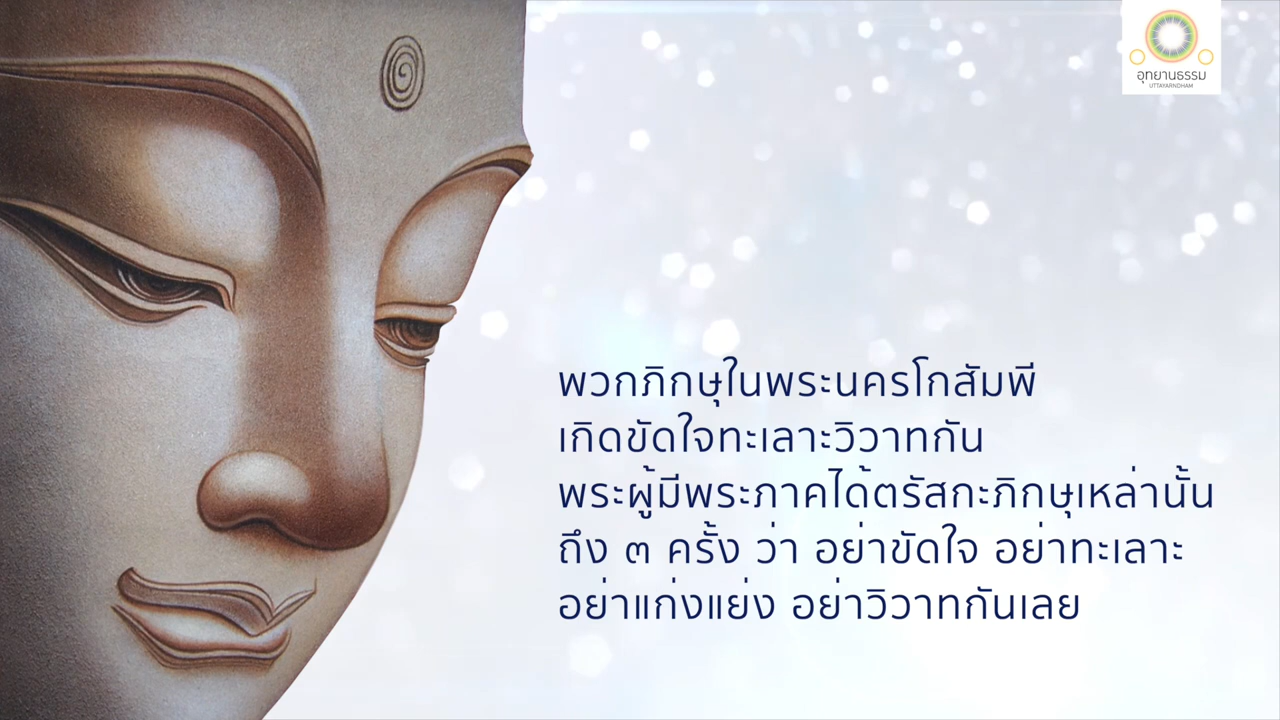 อุทยานธรรม
UTTAYARNDHAM
พวกภิกษุในพระนครโกสัมพี
เกิดขัดใจทะเลาะวิวาทกัน
พระผู้มีพระภาคได้ตรัสกะภิกษุเหล่านั้น
ถึง ๓ ครั้ง ว่า อย่าขัดใจ อย่าทะเลาะ
อย่าแก่งแย่ง อย่าวิวาทกันเลย